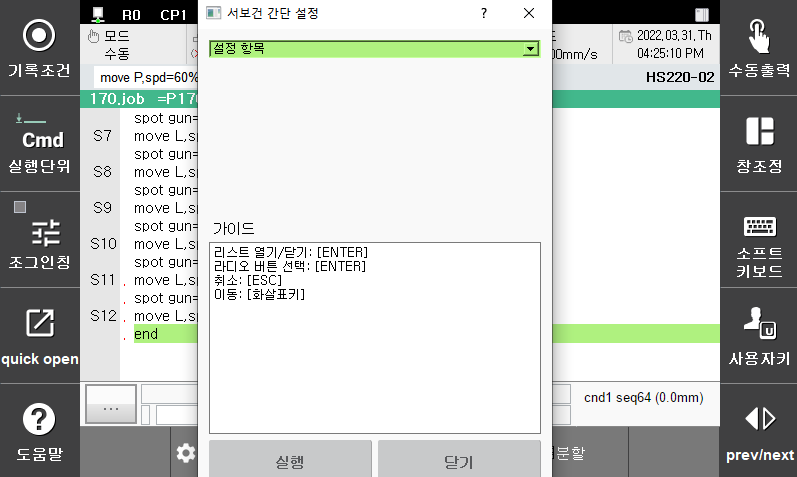 R0 CP1
서보건 간단 설정
?
기록조건
모드
수동
00mm/s
2022,03,31, Th
04:25:10 PM
수동출력
설정 항목
move P,spd=60%
HS220-02
170.job =P170
Cmd
실행단위
spot gun=
S7 move L,sp
spot gun=
S8 move L,sp
spot gun=
S9 move L,sp
spot gun=
S10 move L,sp
spot gun=
S11 move L,sp
spot gun=
S12 move L,sp
end
창조정
조그인칭
소프트
키보드
가이드
리스트 열기/닫기: [ENTER]
라디오 버튼 선택: [ENTER]
취소: [ESC]
이동: [화살표키]
quick open
사용자키
U
...
cnd1 seq64 (0.0mm)
도움말
실행
닫기
분할
prev/next